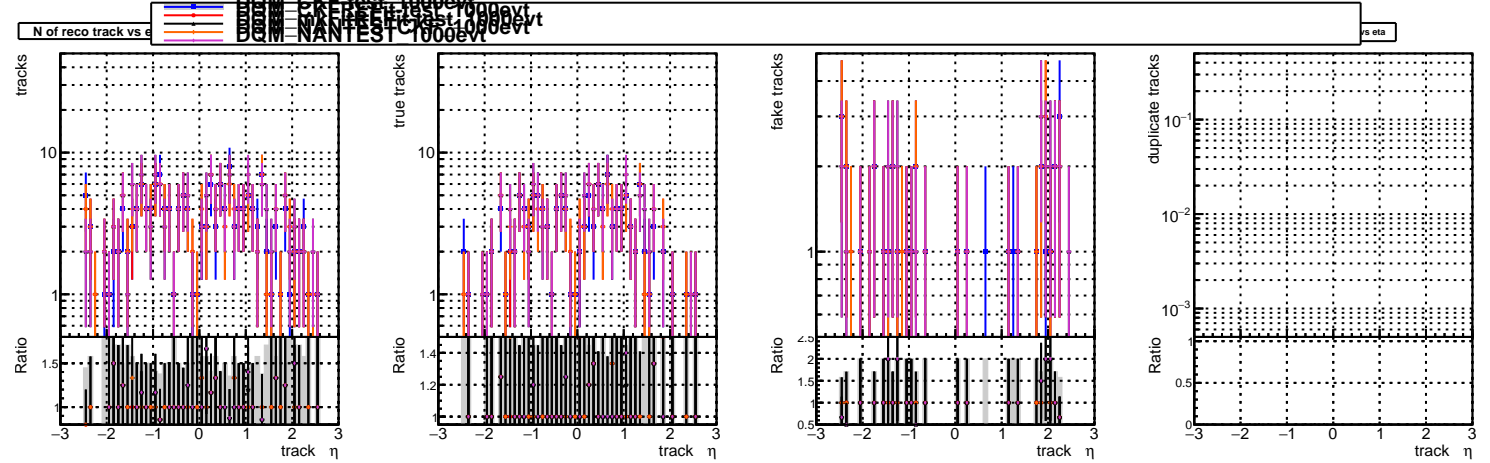 DQM_NANTEST_1000evt
N of reco track vs e
vs eta
tracks
10
1
Ratio
1.5
1
−3 −2 −1 0 1 2 3
track η
true tracks
10
1
Ratio
1.4
1.2
1
−3 −2 −1 0 1 2 3
track η
fake tracks
1
Ratio
2.5
2
1.5
1
0.5
−3 −2 −1 0 1 2 3
track η
duplicate tracks
10−1
10−2
10−3
Ratio
1
0.5
0
−3 −2 −1 0 1 2 3
track η